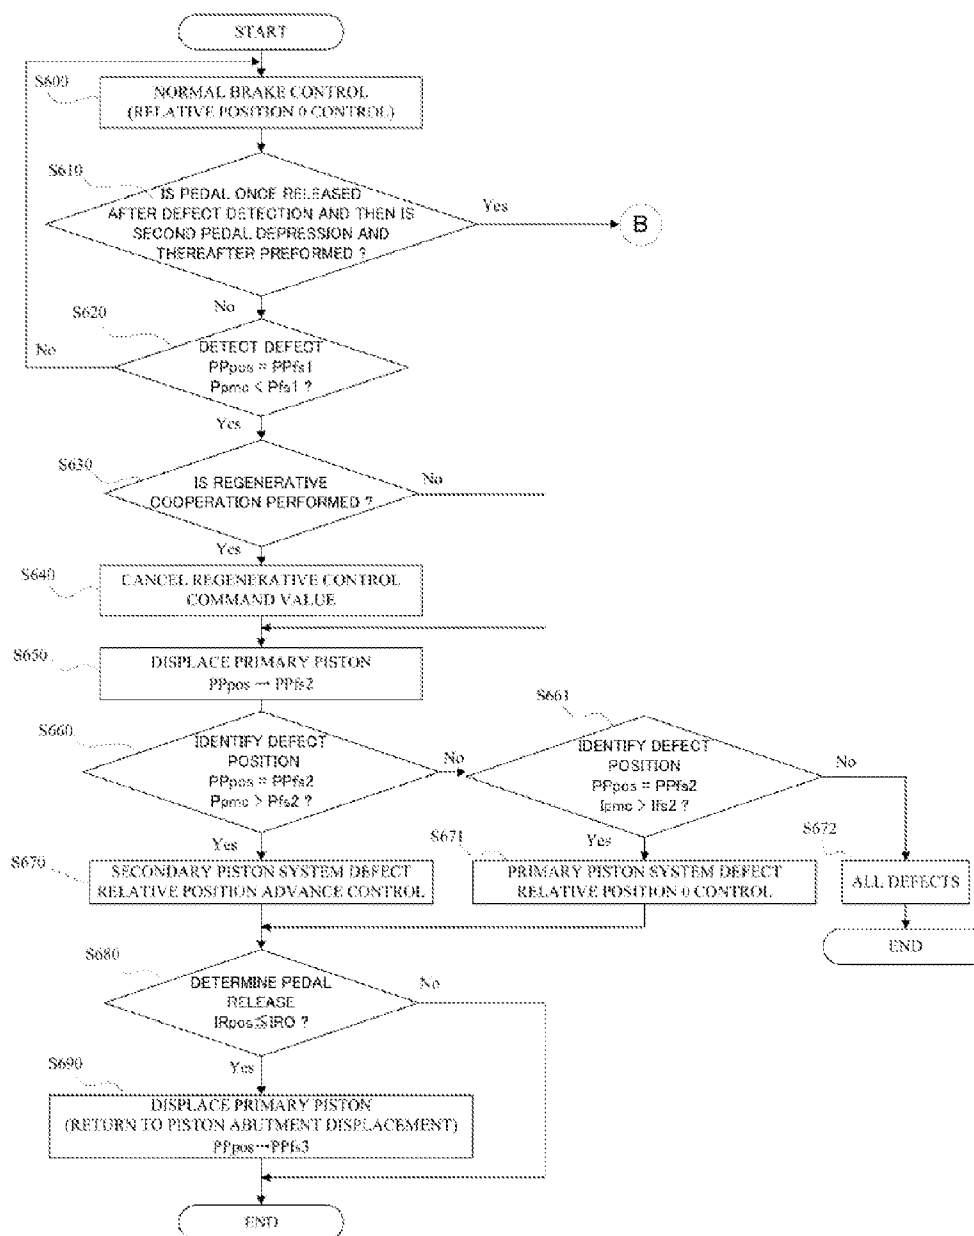 START
S600
NORMAL BRAKE CONTROL
(RELATIVE POSITION 0 CONTROL)
S610
IS PEDAL ONCE RELEASED
AFTER DEFECT DETECTION AND THEN IS
SECOND PEDAL DEPRESSION AND
THEREAFTER PREFORMED ?
Yes
B
No
S620
No
DETECT DEFECT
PPpos = PPfs1
Ppmc < Pfs1 ?
Yes
S630
IS REGENERATIVE
COOPERATION PERFORMED ?
No
Yes
S640
CANCEL REGENERATIVE CONTROL
COMMAND VALUE
S650
DISPLACE PRIMARY PISTON
PPpos → PPfs2
S660
IDENTIFY DEFECT
POSITION
PPpos = PPfs2
Ppmc > Pfs2 ?
No
S661
IDENTIFY DEFECT
POSITION
PPpos = PPfs2
Ipmc > Ifs2 ?
No
Yes
Yes
S670
SECONDARY PISTON SYSTEM DEFECT
RELATIVE POSITION ADVANCE CONTROL
S671
PRIMARY PISTON SYSTEM DEFECT
RELATIVE POSITION 0 CONTROL
S672
ALL DEFECTS
END
S680
DETERMINE PEDAL
RELEASE
IRpos≦IRO ?
No
Yes
S690
DISPLACE PRIMARY PISTON
(RETURN TO PISTON ABUTMENT DISPLACEMENT)
PPpos→PPfs3
END